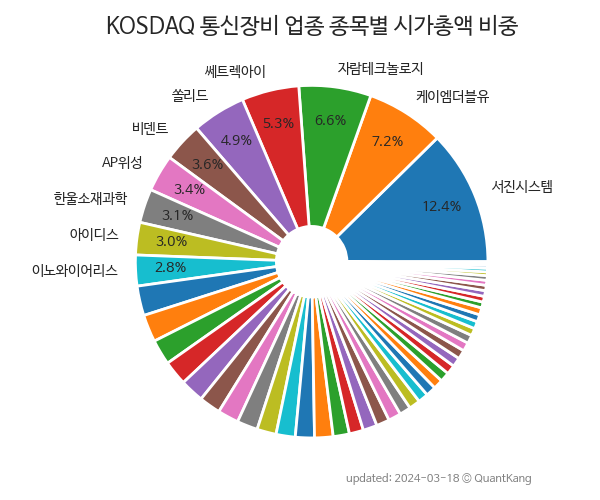 KOSDAQ 통신장비 업종 종목별 시가총액 비중
서진시스템
12.4%
케이엠더블유
7.2%
자람테크놀로지
6.6%
쎄트렉아이
5.3%
쏠리드
4.9%
비덴트
3.6%
AP위성
3.4%
한울소재과학
3.1%
아이디스
3.0%
이노와이어리스
2.8%
updated: 2024-03-18 © QuantKang